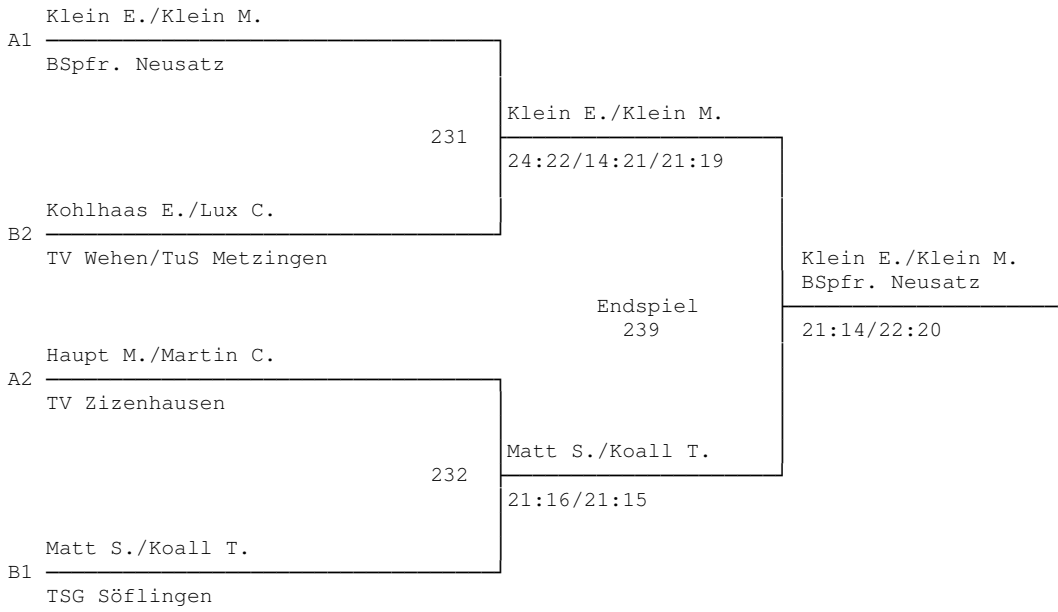 Klein E./Klein M.
A1
BSpfr. Neusatz
Klein E./Klein M.
231
24:22/14:21/21:19
Kohlhaas E./Lux C.
B2
TV Wehen/TuS Metzingen
Klein E./Klein M.
BSpfr. Neusatz
Endspiel
239
21:14/22:20
Haupt M./Martin C.
A2
TV Zizenhausen
Matt S./Koall T.
232
21:16/21:15
Matt S./Koall T.
B1
TSG Söflingen